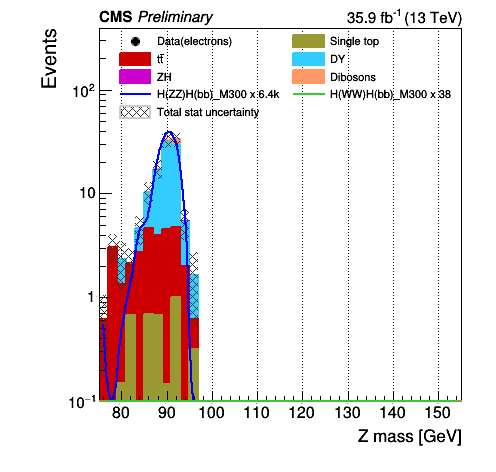 CMS Preliminary 35.9 fb⁻¹ (13 TeV)
Events
Data(electrons) Single top
tt̄ DY
ZH Dibosons
H(ZZ)H(bb)_M300 x 6.4k H(WW)H(bb)_M300 x 38
Total stat uncertainty
10²
10
1
10⁻¹
80 90 100 110 120 130 140 150
Z mass [GeV]